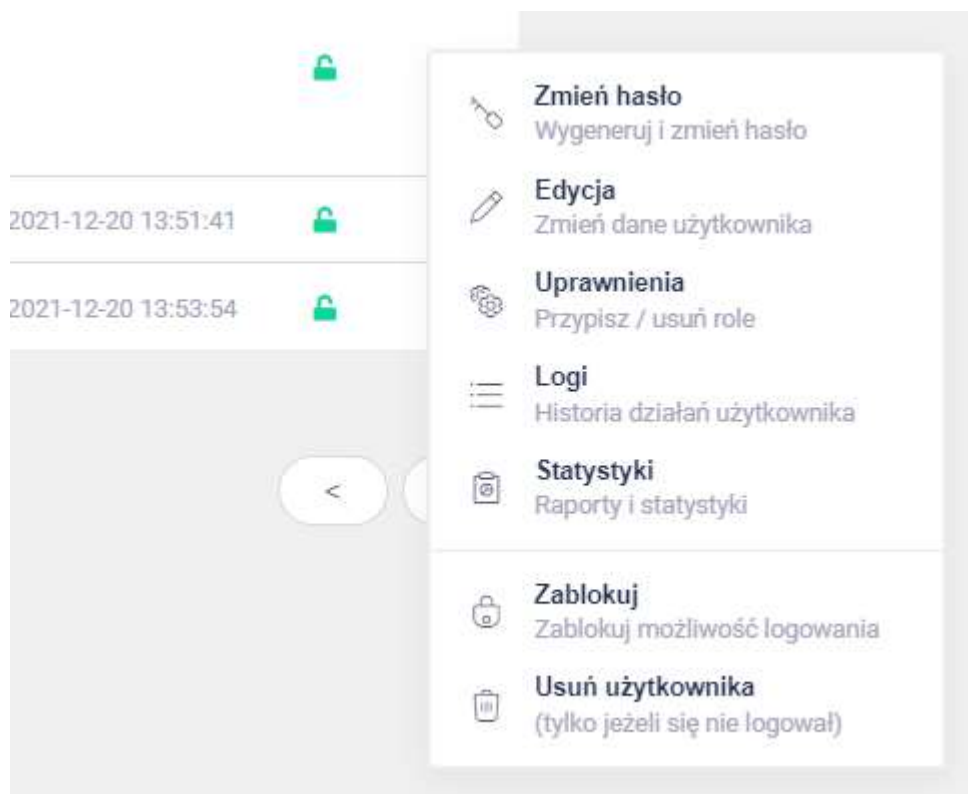 Zmień hasło
Wygeneruj i zmień hasło
Edycja
Zmień dane użytkownika
2021-12-20 13:51:41
Uprawnienia
Przypisz / usuń role
2021-12-20 13:53:54
Logi
Historia działań użytkownika
Statystyki
Raporty i statystyki
<
Zablokuj
Zablokuj możliwość logowania
Usuń użytkownika
(tylko jeżeli się nie logował)